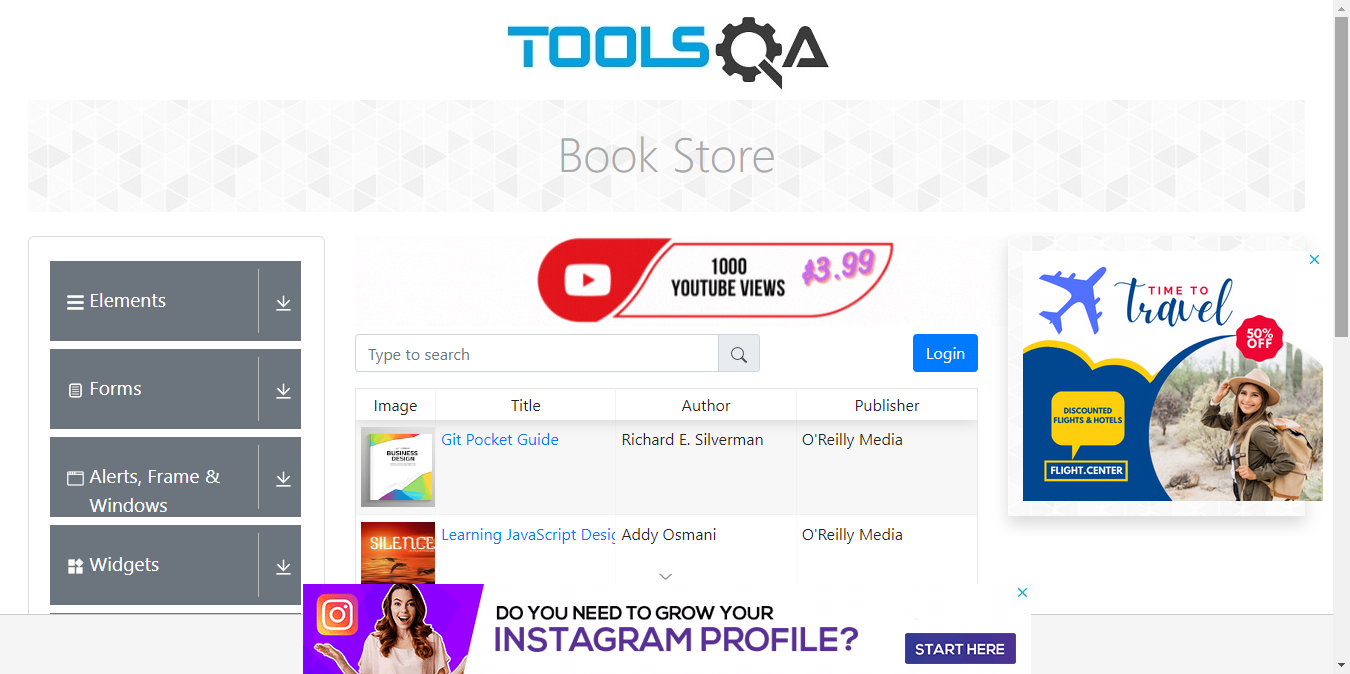 TOOLSQA
Book Store
Elements
Forms
Alerts, Frame &
Windows
Widgets
1000
YOUTUBE VIEWS
$3.99
Type to search
Login
Image Title Author Publisher
BUSINESS
DESIGN
Git Pocket Guide Richard E. Silverman O'Reilly Media
SILENCE
Learning JavaScript Desig Addy Osmani O'Reilly Media
TIME TO
travel
50%
OFF
DISCOUNTED
FLIGHTS & HOTELS
FLIGHT.CENTER
DO YOU NEED TO GROW YOUR
INSTAGRAM PROFILE?
START HERE